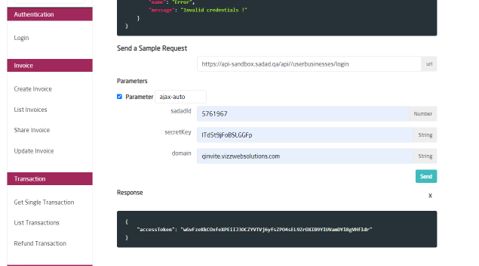 Authentication
Login
Invoice
Create Invoice
List Invoices
Share Invoice
Update Invoice
Transaction
Get Single Transaction
List Transactions
Refund Transaction
"name": "Error",
"message": "Invalid credentials !"
}
}
Send a Sample Request
https://api-sandbox.sadad.qa/api//userbusinesses/login url
Parameters
Parameter ajax-auto
sadadId 5761967 Number
secretKey String
domain qinvite.vizzwebsolutions.com String
Send
Response X
{
"accessToken":
}